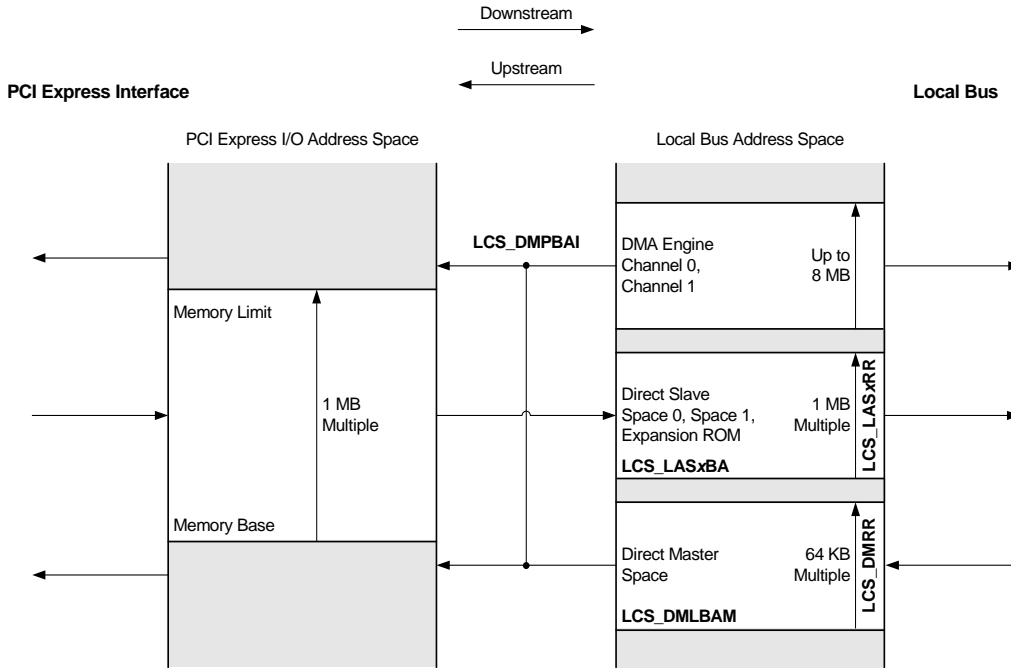 Downstream
Upstream
PCI Express Interface
Local Bus
PCI Express I/O Address Space
Local Bus Address Space
LCS_DMPBAI
DMA Engine
Channel 0,
Channel 1
Up to
8 MB
Memory Limit
1 MB
Multiple
Memory Base
Direct Slave
Space 0, Space 1,
Expansion ROM
LCS_LASxBA
1 MB
Multiple
LCS_LASxRR
Direct Master
Space
LCS_DMLBAM
64 KB
Multiple
LCS_DMRR